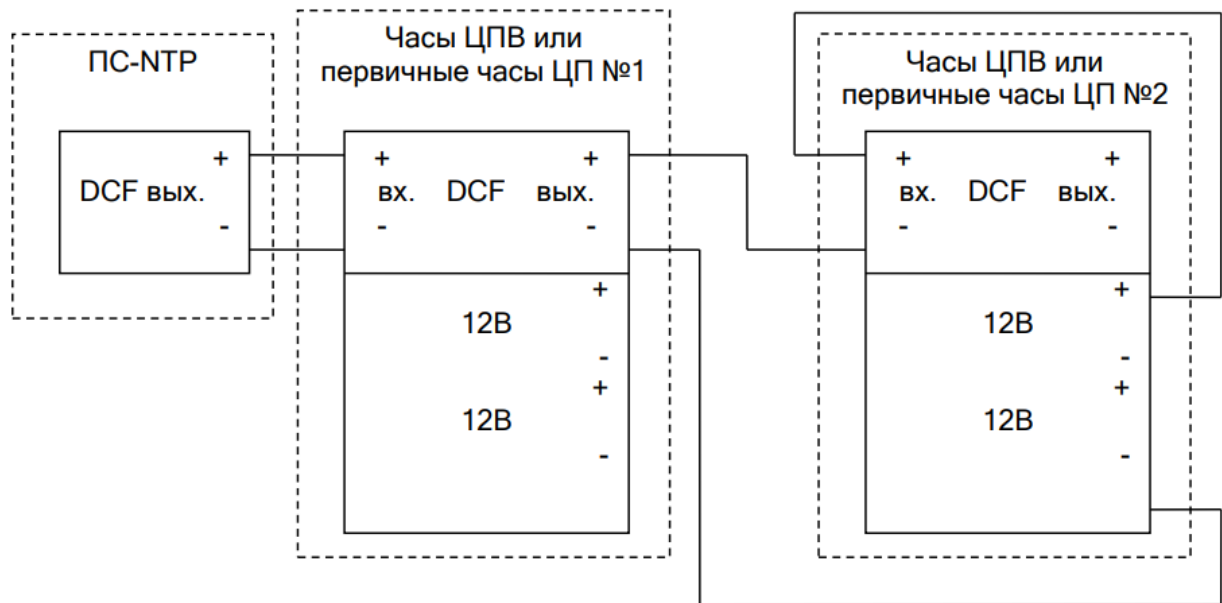 ПС-NTP
DCF вых.
+
-
Часы ЦПВ или
первичные часы ЦП №1
+ +
вх. DCF вых.
- -
+
12В
-
+
12В
-
Часы ЦПВ или
первичные часы ЦП №2
+ +
вх. DCF вых.
- -
+
12В
-
+
12В
-